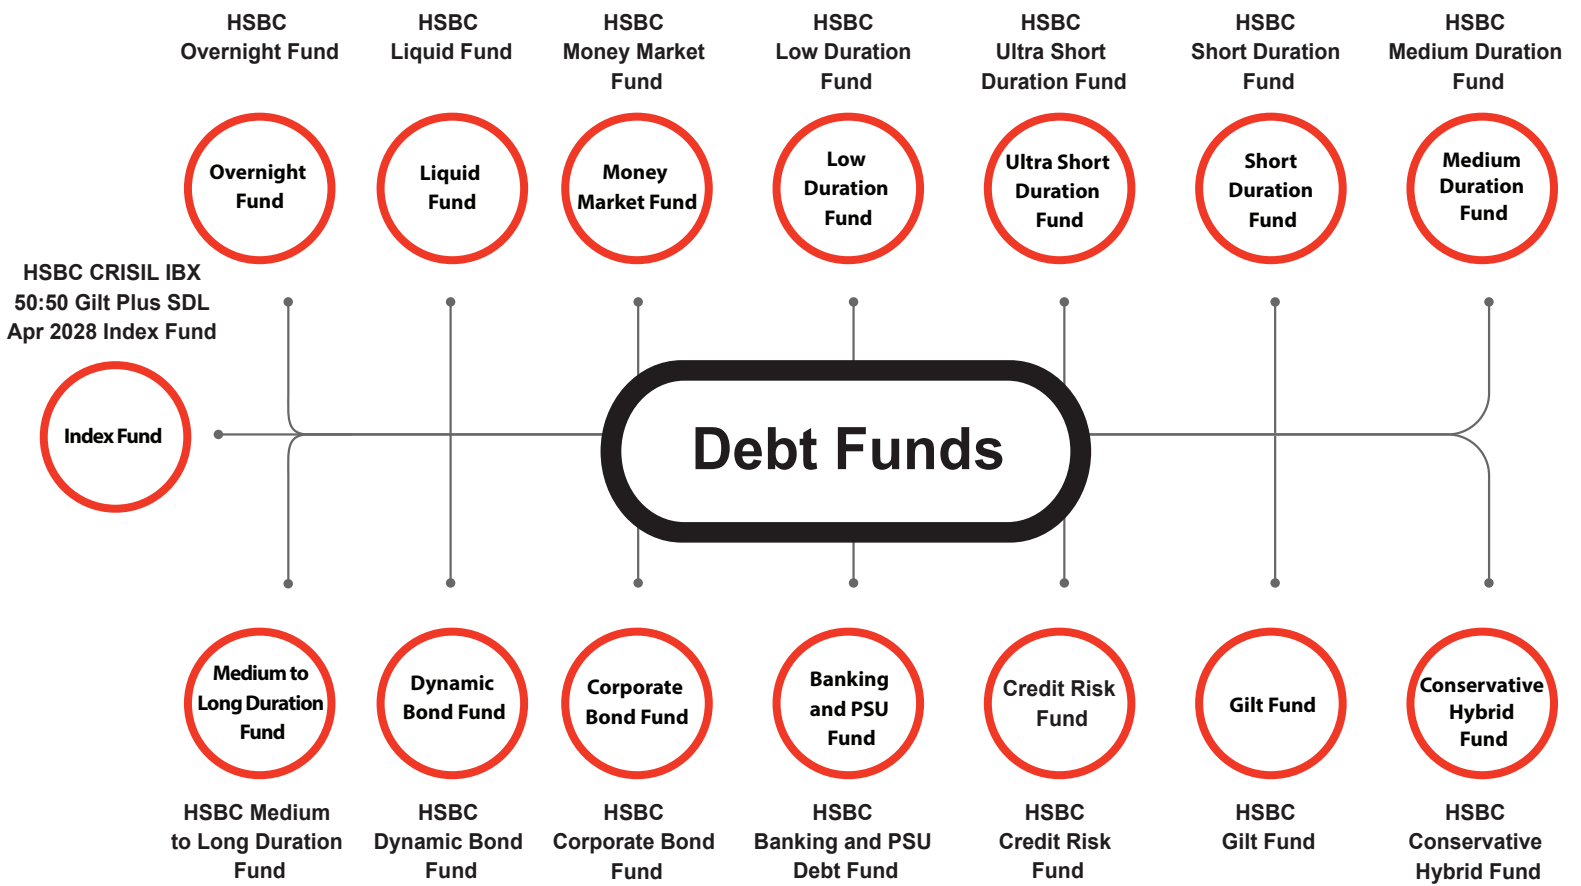 HSBC
Overnight Fund
HSBC
Liquid Fund
HSBC
Money Market
Fund
HSBC
Low Duration
Fund
HSBC
Ultra Short
Duration Fund
HSBC
Short Duration
Fund
HSBC
Medium Duration
Fund
Overnight
Fund
Liquid
Fund
Money
Market Fund
Low
Duration
Fund
Ultra Short
Duration
Fund
Short
Duration
Fund
Medium
Duration
Fund
HSBC CRISIL IBX
50:50 Gilt Plus SDL
Apr 2028 Index Fund
Index Fund
Debt Funds
Medium to
Long Duration
Fund
Dynamic
Bond Fund
Corporate
Bond Fund
Banking
and PSU
Fund
Credit Risk
Fund
Gilt Fund
Conservative
Hybrid
Fund
HSBC Medium
to Long Duration
Fund
HSBC
Dynamic Bond
Fund
HSBC
Corporate Bond
Fund
HSBC
Banking and PSU
Debt Fund
HSBC
Credit Risk
Fund
HSBC
Gilt Fund
HSBC
Conservative
Hybrid Fund